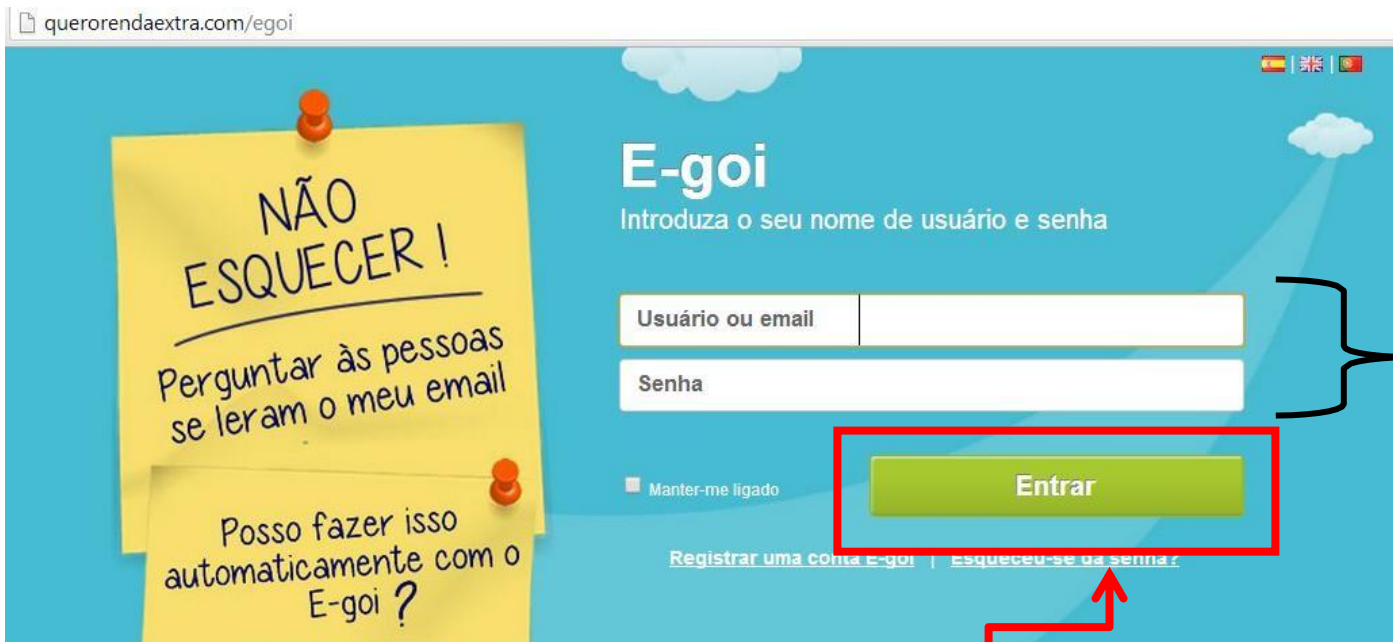 querorendaextra.com/egoi
NÃO
ESQUECER !
Perguntar às pessoas
se leram o meu email
Posso fazer isso
automaticamente com o
E-goi ?
E-goi
Introduza o seu nome de usuário e senha
Usuário ou email
Senha
Manter-me ligado
Entrar
Registrar uma conta E-goi | Esqueceu-se da senha?